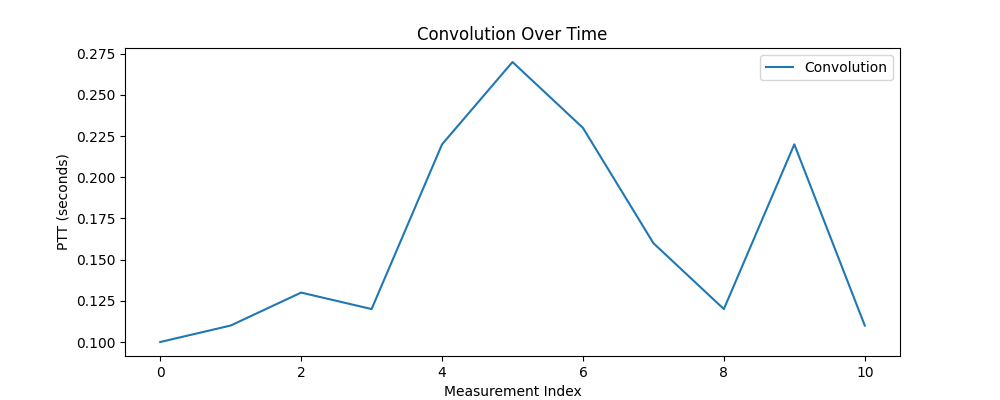 Convolution Over Time
Convolution
PTT (seconds)
0.275
0.250
0.225
0.200
0.175
0.150
0.125
0.100
0 2 4 6 8 10
Measurement Index